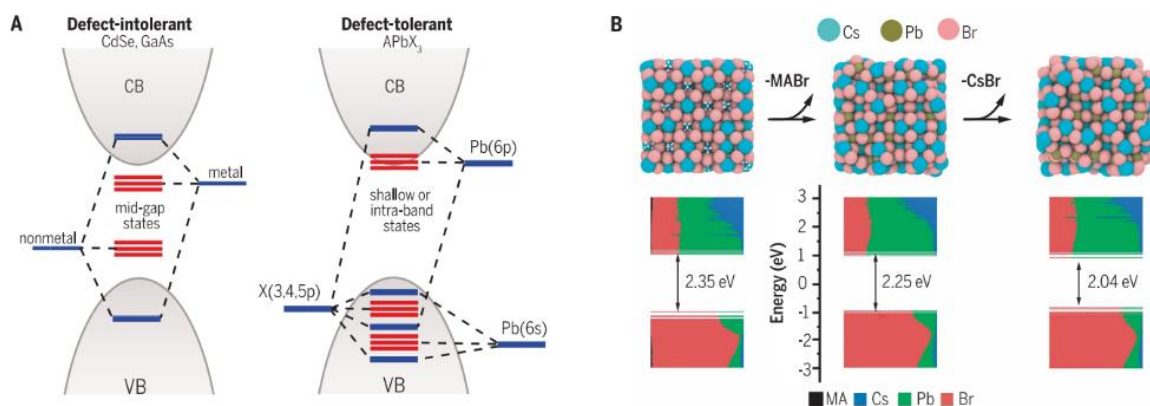 A
Defect-intolerant
CdSe, GaAs
CB
metal
mid-gap
states
nonmetal
VB
Defect-tolerant
APbX3
CB
Pb(6p)
shallow or
intra-band
states
X(3,4,5p)
Pb(6s)
VB
B
Cs Pb Br
-MABr
-CsBr
Energy (eV)
3
2
1
0
-1
-2
-3
2.35 eV
2.25 eV
2.04 eV
MA Cs Pb Br